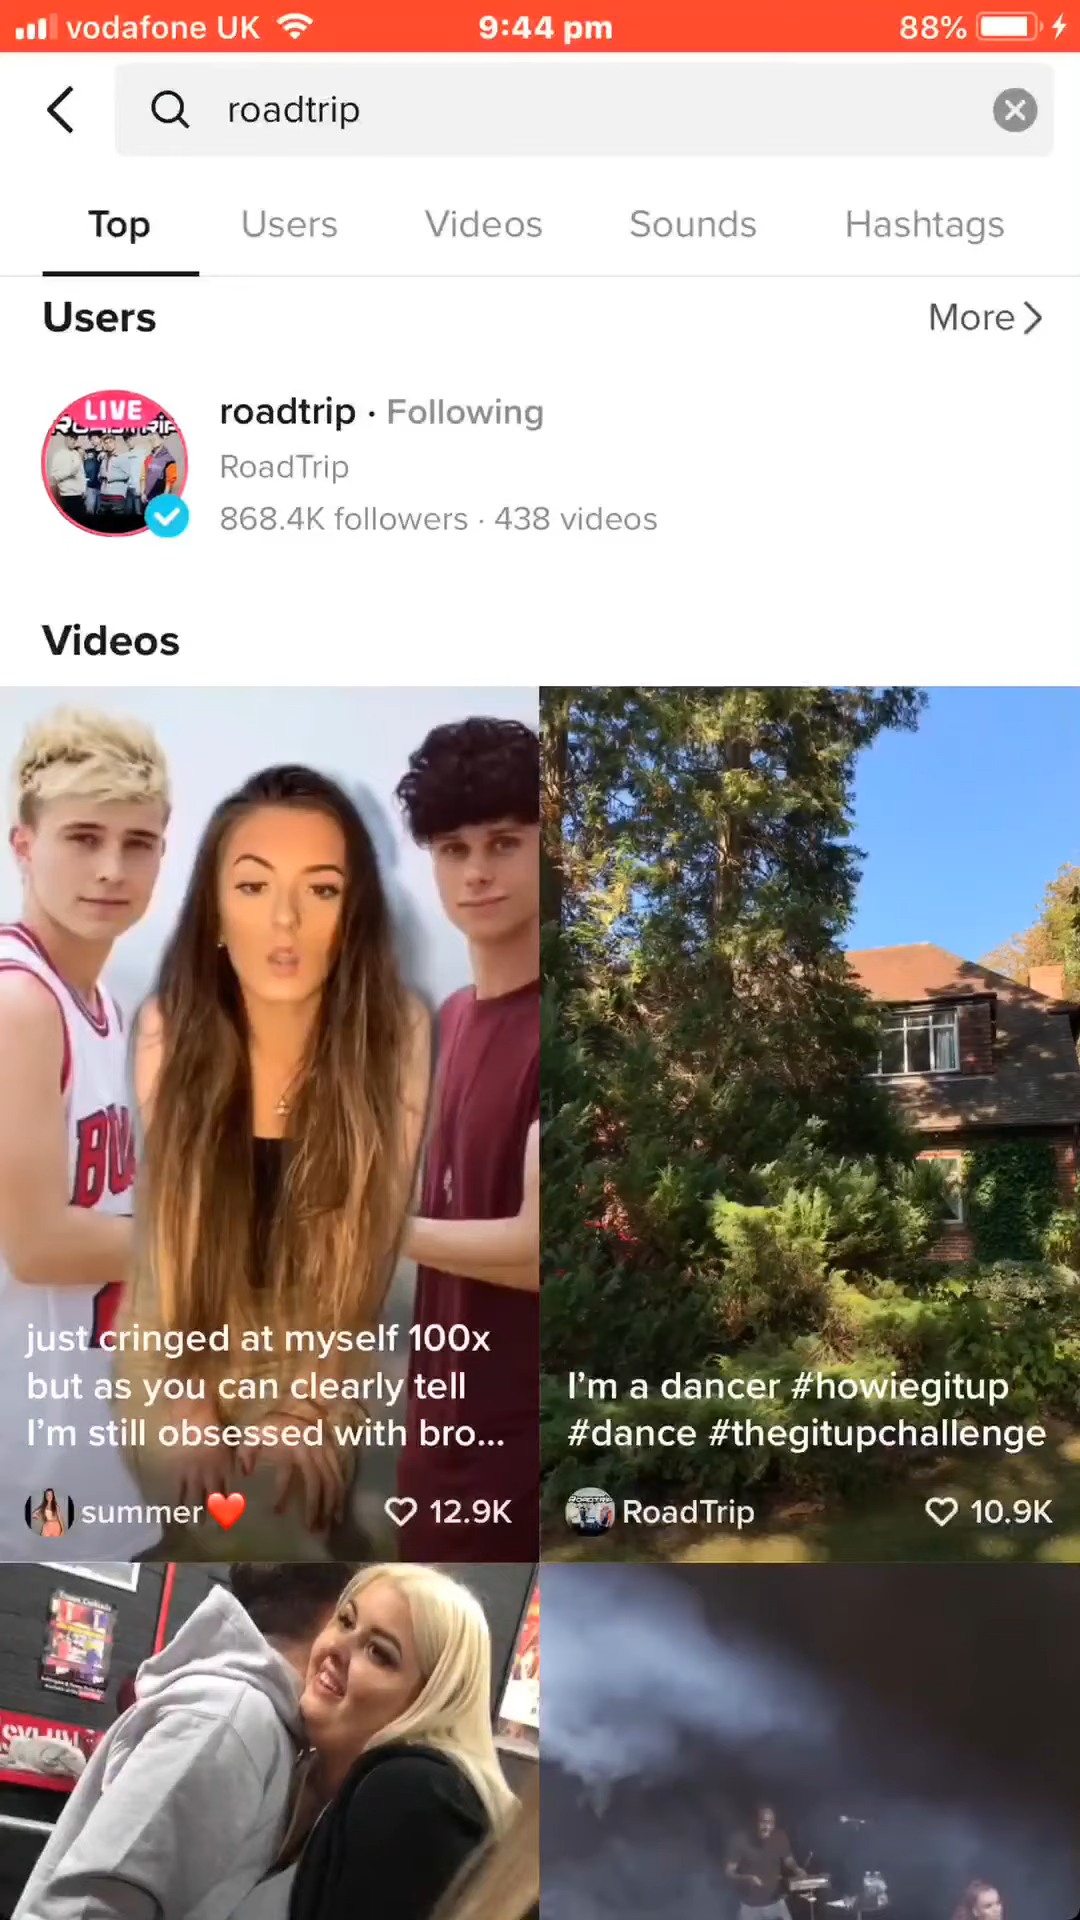 vodafone UK 9:44 pm 88%
roadtrip
Top Users Videos Sounds Hashtags
Users More
LIVE
ROADTRIP
roadtrip · Following
RoadTrip
868.4K followers · 438 videos
Videos
BU
just cringed at myself 100x
but as you can clearly tell
I'm still obsessed with bro...
summer❤️ 12.9K
I'm a dancer #howiegitup
#dance #thegitupchallenge
RoadTrip 10.9K